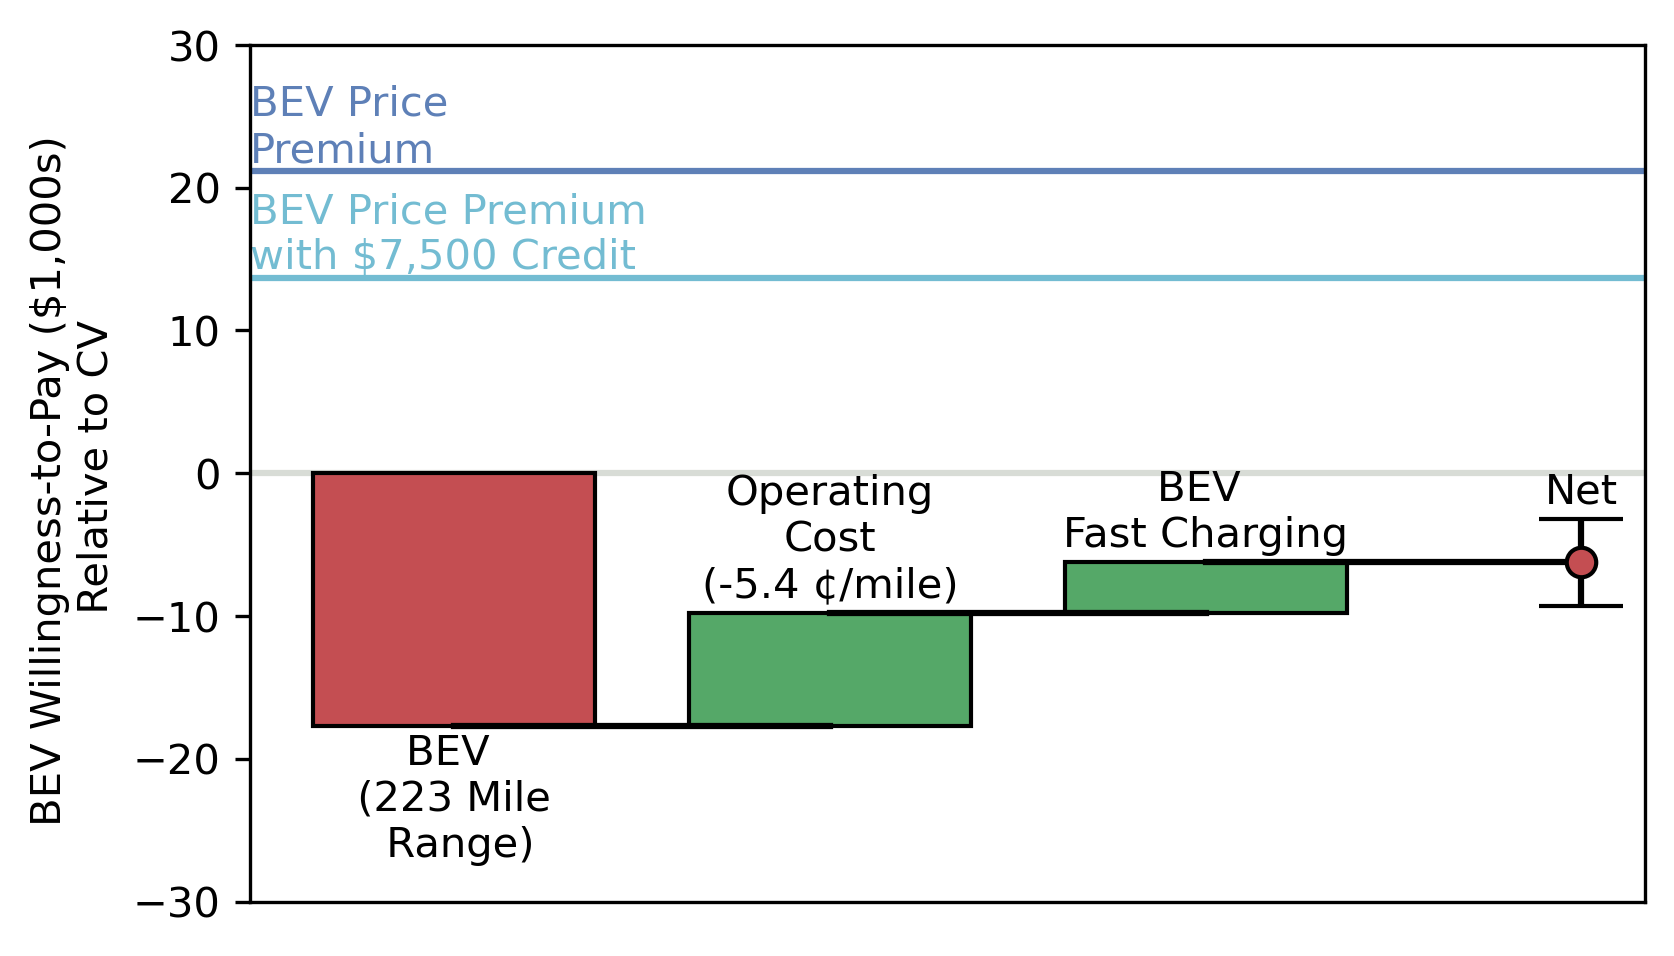 BEV Willingness-to-Pay ($1,000s)
Relative to CV
30
20
10
0
−10
−20
−30
BEV Price
Premium
BEV Price Premium
with $7,500 Credit
BEV
(223 Mile
Range)
Operating
Cost
(-5.4 ¢/mile)
BEV
Fast Charging
Net